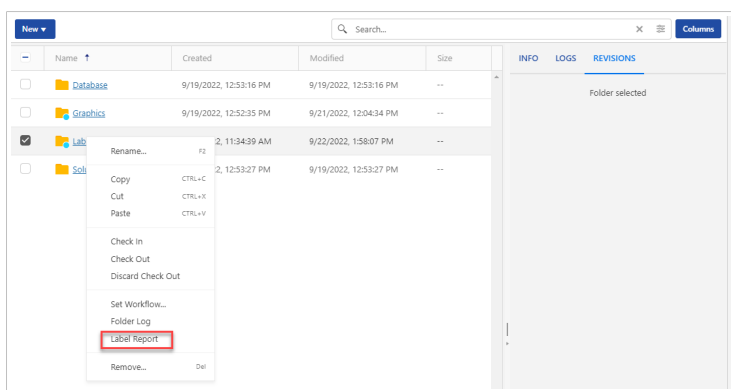 New
Search...
Columns
Name Created Modified Size
INFO LOGS REVISIONS
Database 9/19/2022, 12:53:16 PM 9/19/2022, 12:53:16 PM --
Folder selected
Graphics 9/19/2022, 12:52:35 PM 9/21/2022, 12:04:34 PM --
Lab 2, 11:34:39 AM 9/22/2022, 1:58:07 PM --
Rename... F2
Solu 2, 12:53:27 PM 9/19/2022, 12:53:27 PM --
Copy CTRL+C
Cut CTRL+X
Paste CTRL+V
Check In
Check Out
Discard Check Out
Set Workflow...
Folder Log
Label Report
Remove... Del